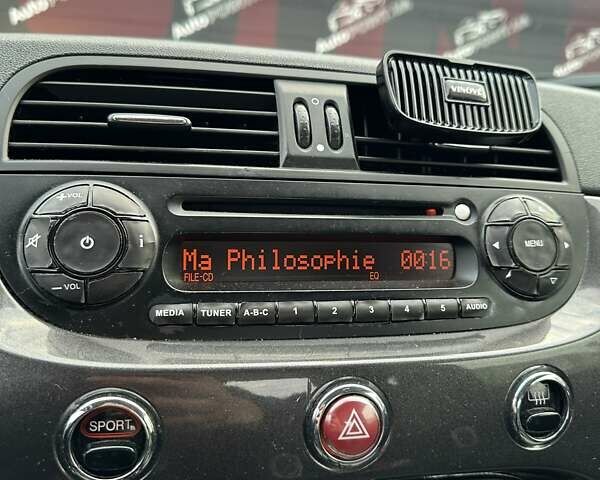 VINOVE
+VOL
i
– VOL
MENU
Ma Philosophie 0016
FILE-CD EQ
MEDIA TUNER A-B-C 1 2 3 4 5 AUDIO
SPORT